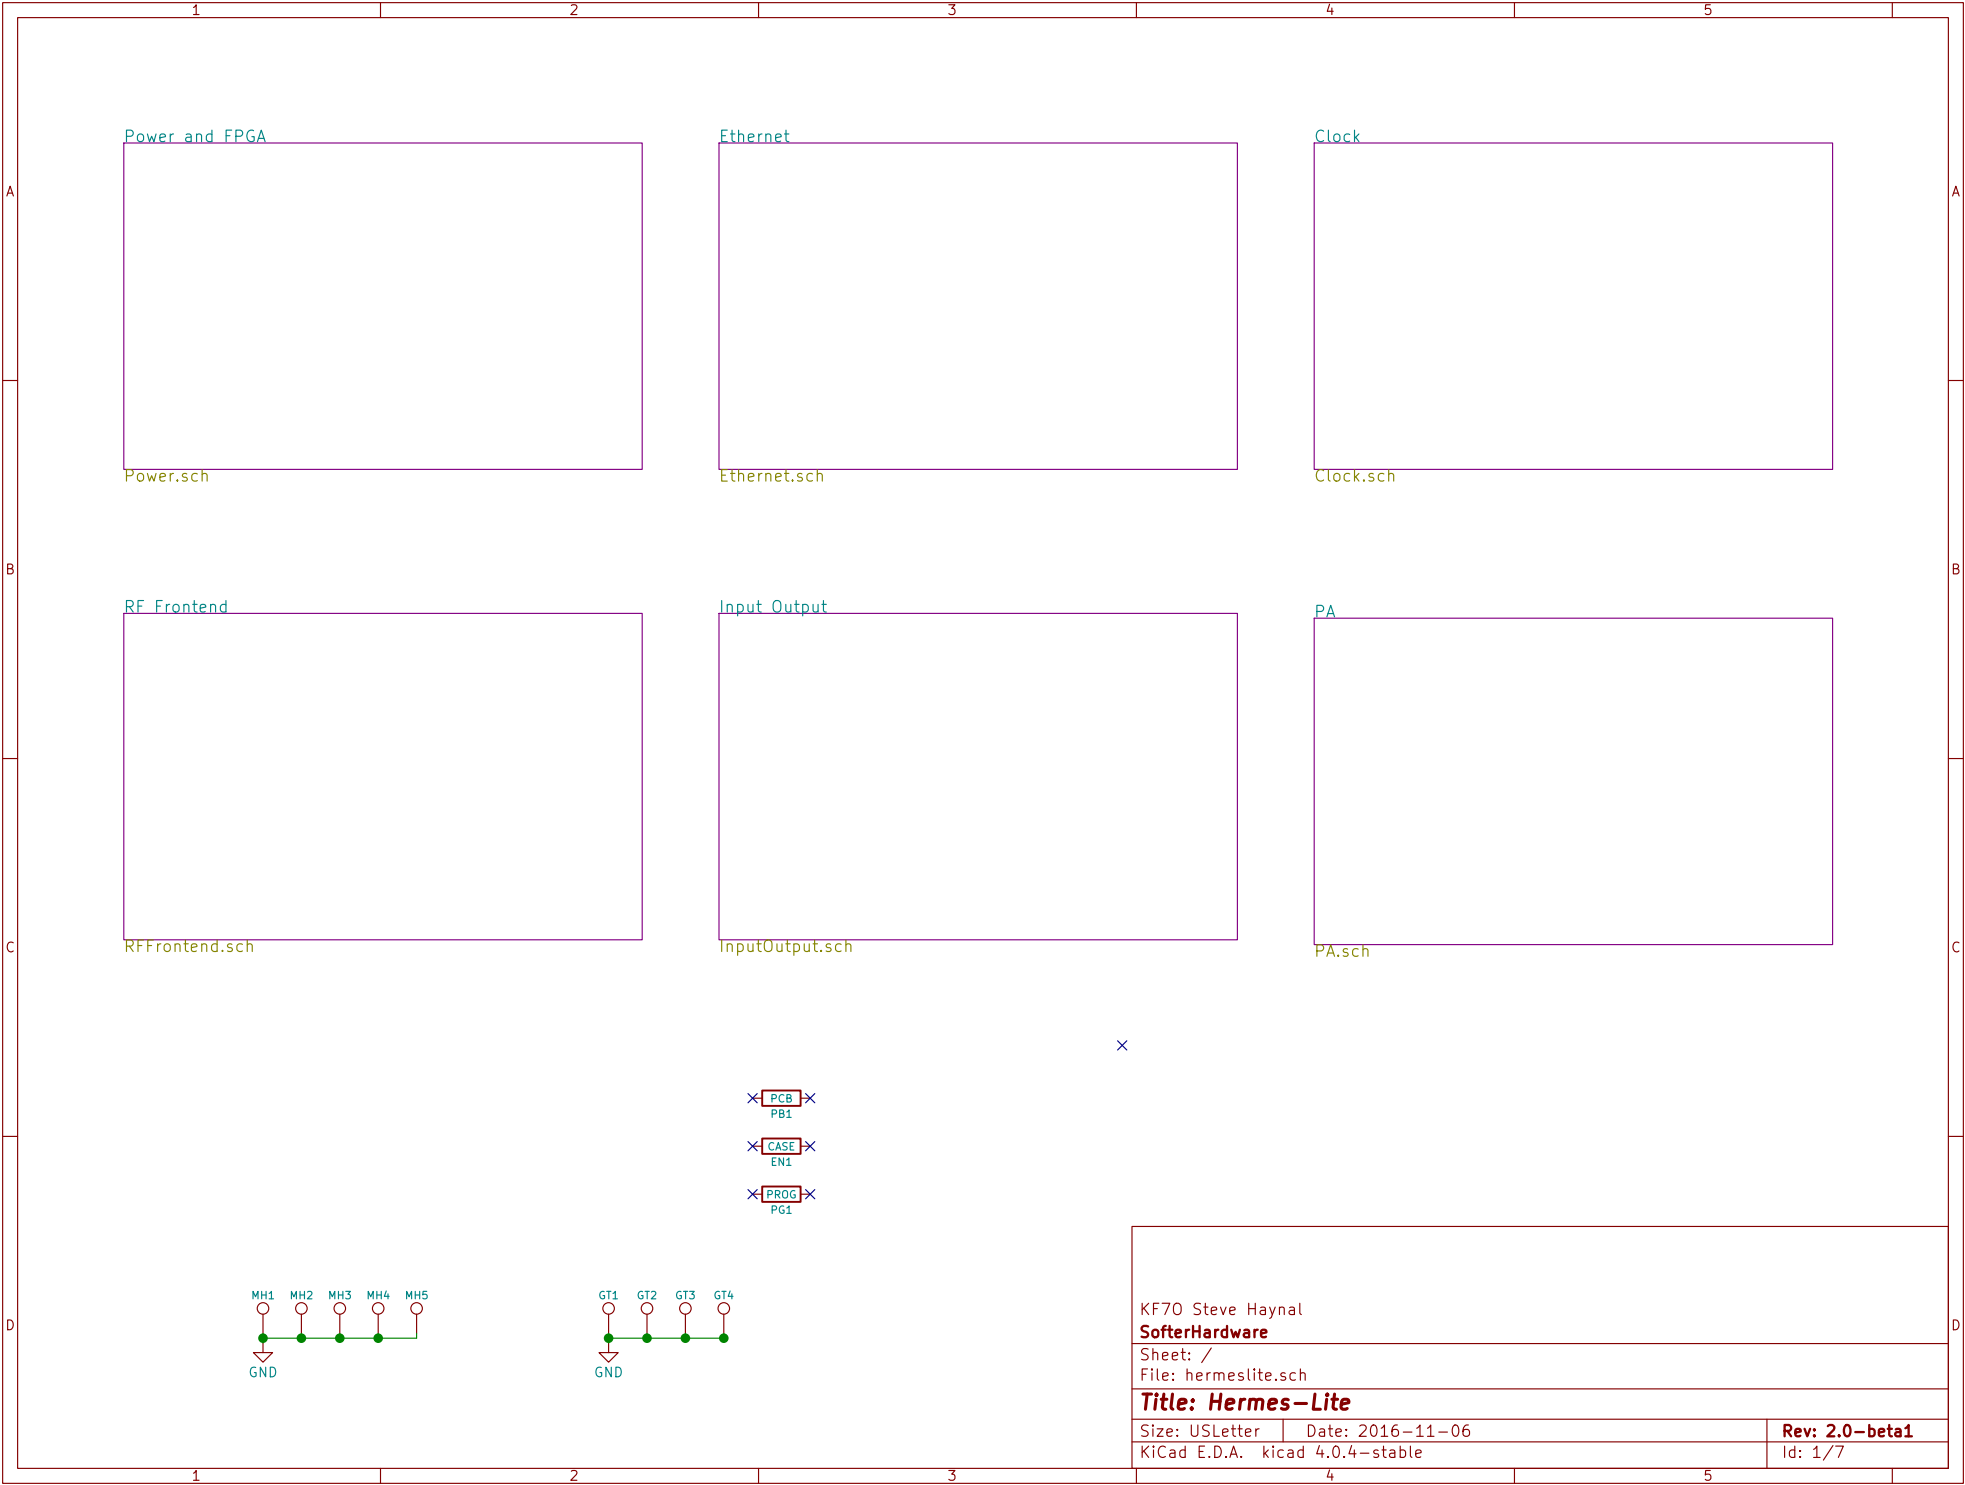 1 2 3 4 5
Power and FPGA
Ethernet
Clock
A
A
Power.sch
Ethernet.sch
Clock.sch
B
B
RF Frontend
Input Output
PA
RFFrontend.sch
InputOutput.sch
PA.sch
C
C
PCB
PB1
CASE
EN1
PROG
PG1
MH1 MH2 MH3 MH4 MH5
GND
GT1 GT2 GT3 GT4
GND
D
D
KF7O Steve Haynal
SofterHardware
Sheet: /
File: hermeslite.sch
Title: Hermes-Lite
Size: USLetter
Date: 2016-11-06
Rev: 2.0-beta1
KiCad E.D.A. kicad 4.0.4-stable
Id: 1/7
1 2 3 4 5